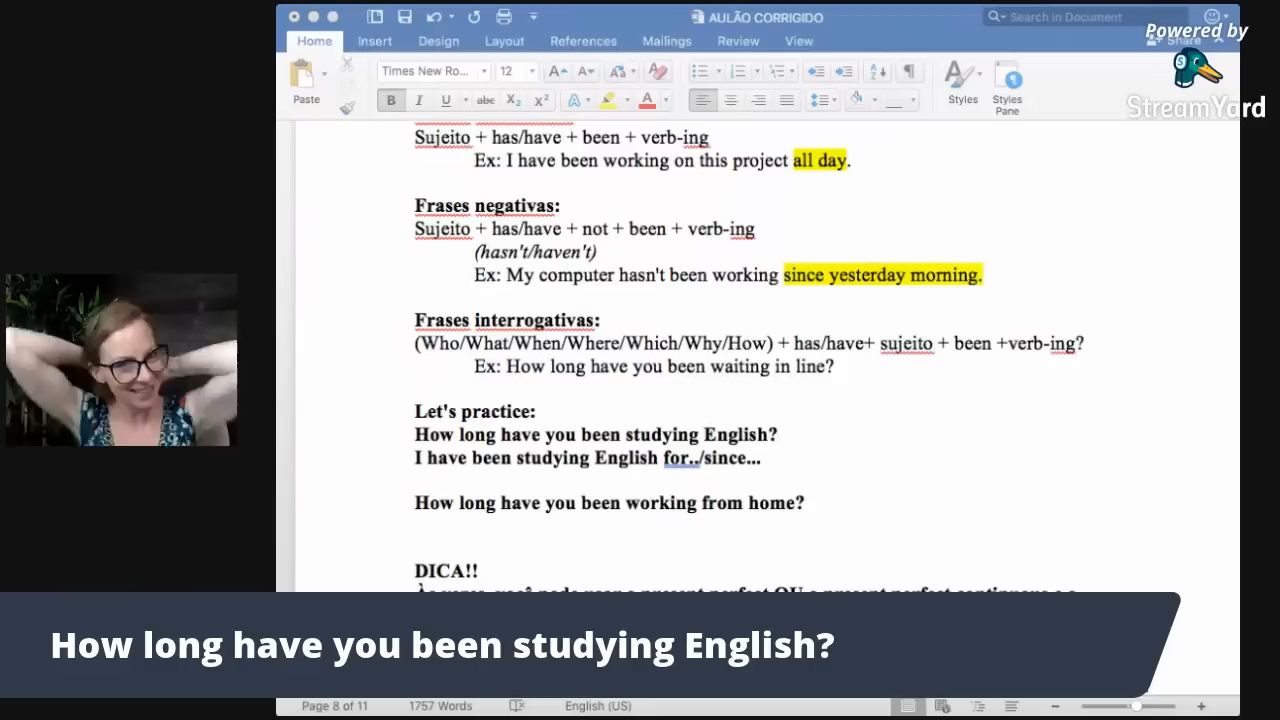 AULÃO CORRIGIDO
Search in Document
Home Insert Design Layout References Mailings Review View
Share
Powered by
StreamYard
Paste
Times New Ro... 12
Styles
Styles Pane
Sujeito + has/have + been + verb-ing
Ex: I have been working on this project all day.
Frases negativas:
Sujeito + has/have + not + been + verb-ing
(hasn't/haven't)
Ex: My computer hasn't been working since yesterday morning.
Frases interrogativas:
(Who/What/When/Where/Which/Why/How) + has/have+ sujeito + been +verb-ing?
Ex: How long have you been waiting in line?
Let's practice:
How long have you been studying English?
I have been studying English for../since...
How long have you been working from home?
DICA!!
How long have you been studying English?
Page 8 of 11 1757 Words English (US)